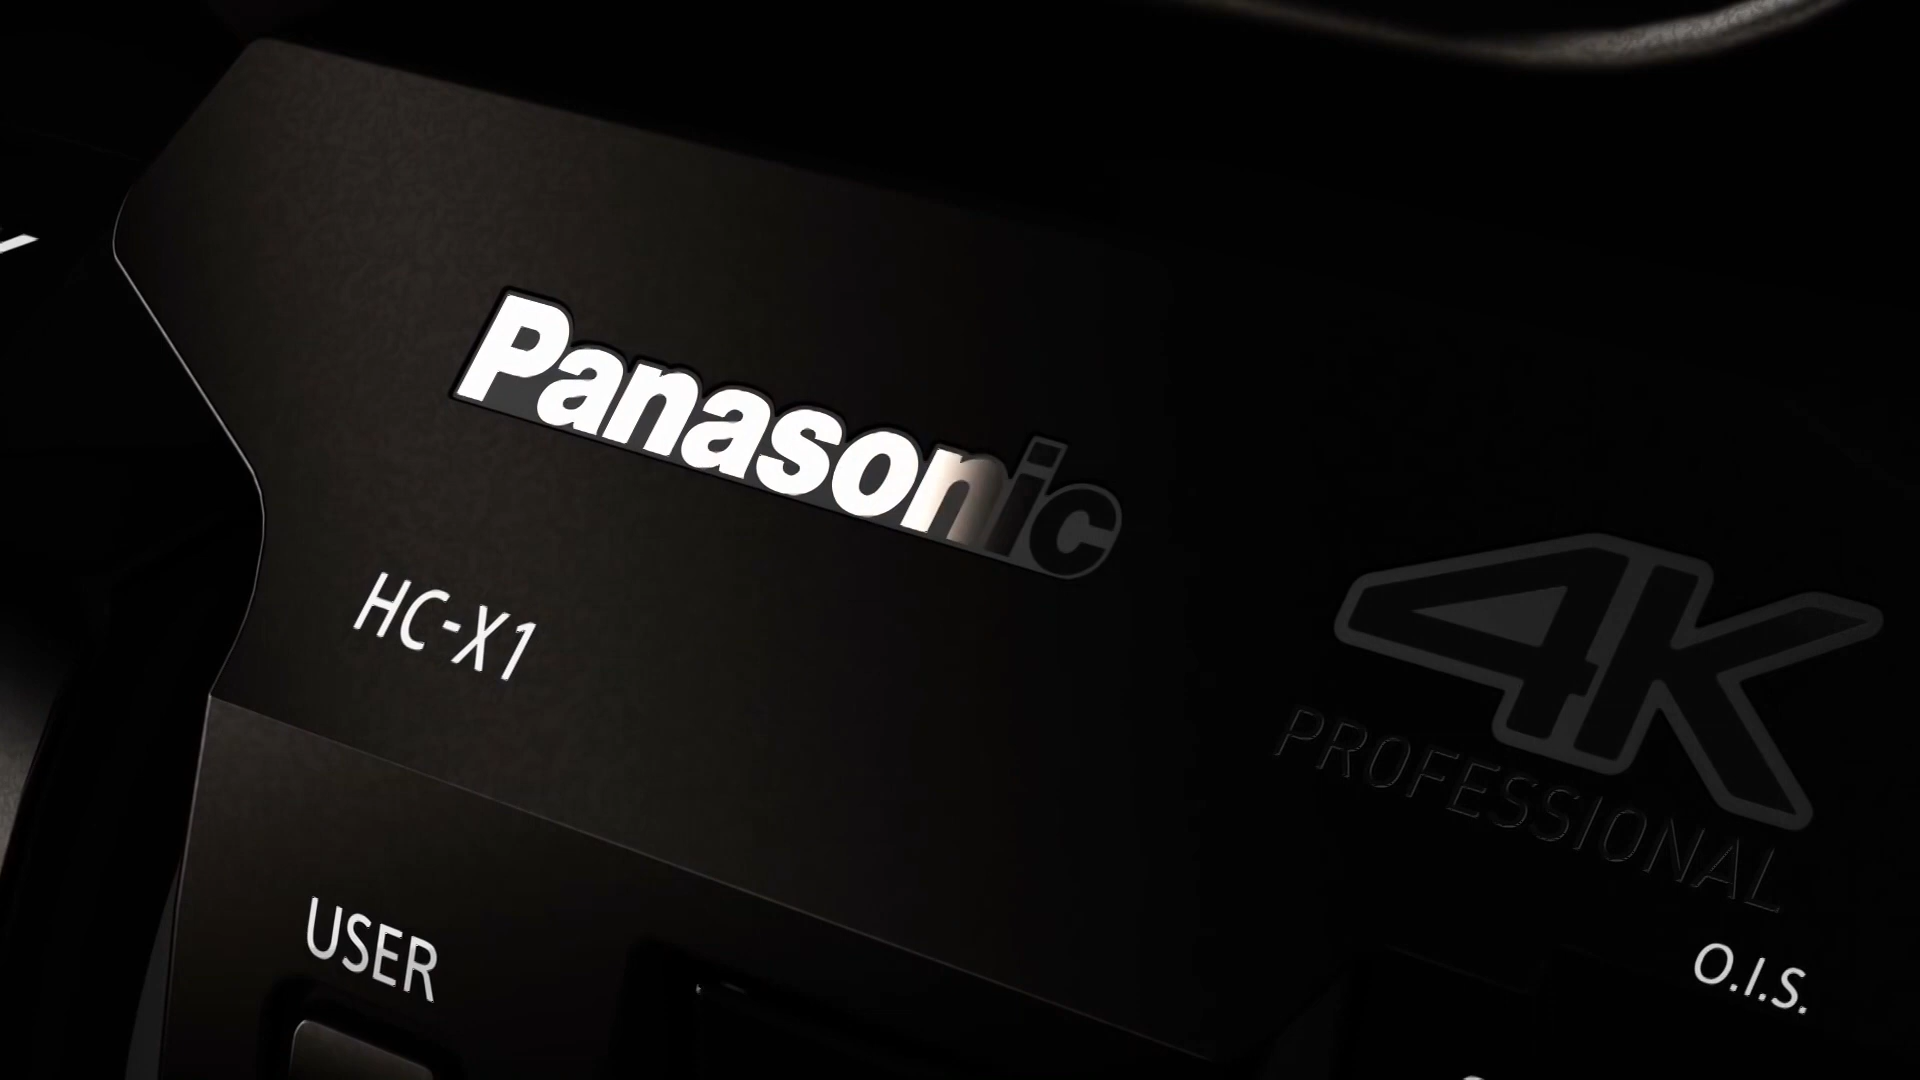 Panasonic
HC-X1
4K
PROFESSIONAL
USER
O.I.S.